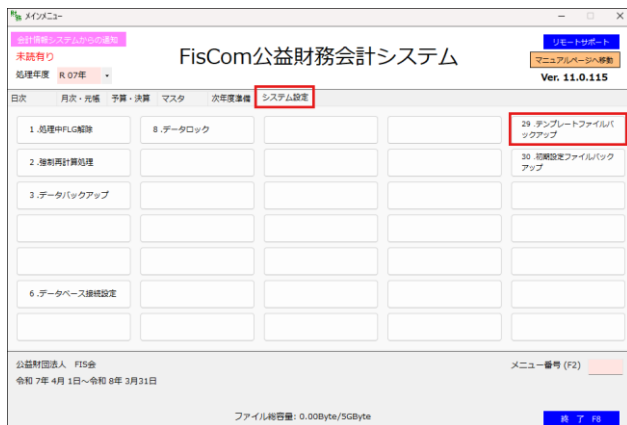 メインメニュー
会計情報システムからの通知
未読有り
処理年度 R 07年
FisCom公益財務会計システム
リモートサポート
マニュアルページへ移動
Ver. 11.0.115
日次 月次・元帳 予算・決算 マスタ 次年度準備 システム設定
1 .処理中FLG解除
8 .データロック
29 .テンプレートファイルバ
ックアップ
2 .強制再計算処理
30 .初期設定ファイルバック
アップ
3 .データバックアップ
6 .データベース接続設定
公益財団法人 FIS会
メニュー番号 (F2)
令和 7年 4月 1日～令和 8年 3月31日
ファイル総容量: 0.00Byte/5GByte
終 了 F8